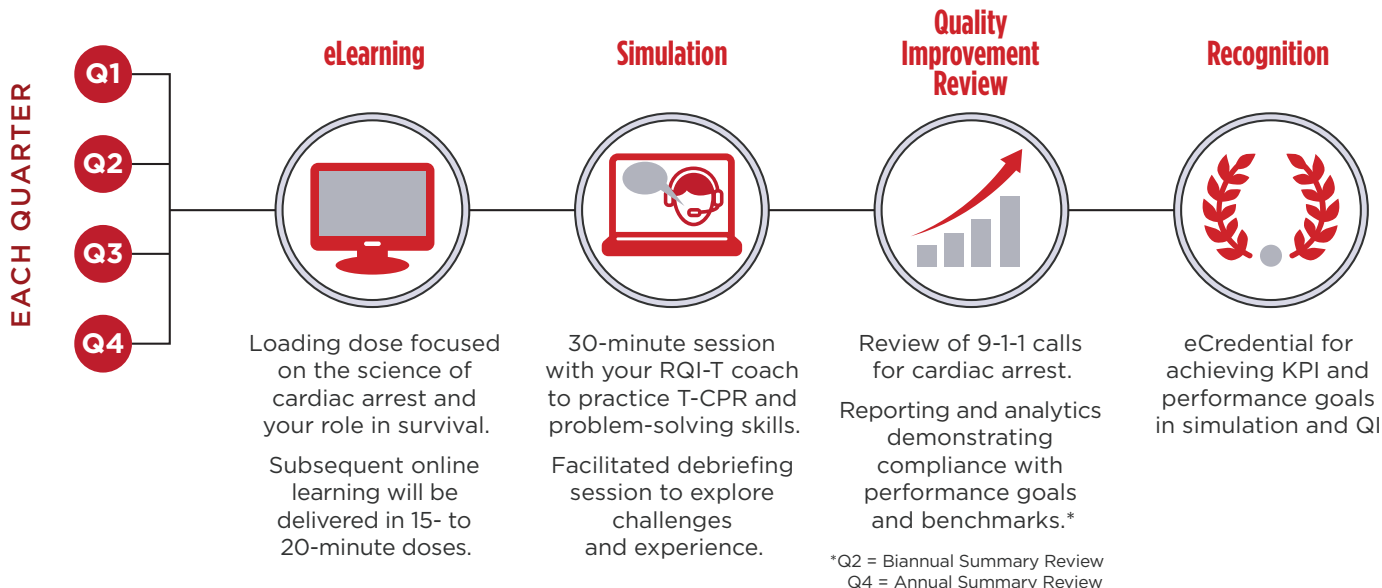 EACH QUARTER
Q1
Q2
Q3
Q4
eLearning
Loading dose focused
on the science of
cardiac arrest and
your role in survival.
Subsequent online
learning will be
delivered in 15- to
20-minute doses.
Simulation
30-minute session
with your RQI-T coach
to practice T-CPR and
problem-solving skills.
Facilitated debriefing
session to explore
challenges
and experience.
Quality
Improvement
Review
Review of 9-1-1 calls
for cardiac arrest.
Reporting and analytics
demonstrating
compliance with
performance goals
and benchmarks.*
*Q2 = Biannual Summary Review
Q4 = Annual Summary Review
Recognition
eCredential for
achieving KPI and
performance goals
in simulation and QI